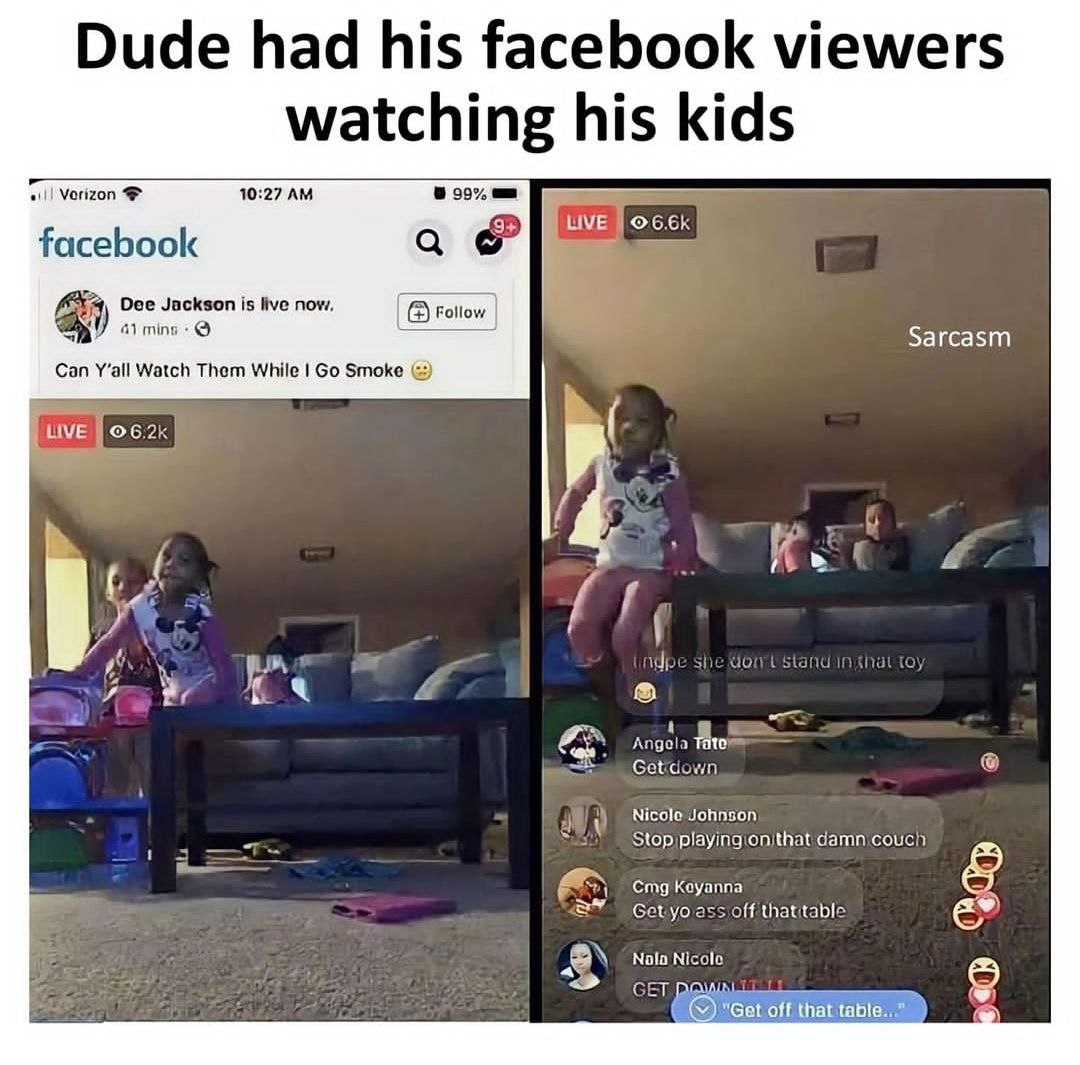 Dude had his facebook viewers
watching his kids
Verizon
10:27 AM
99%
facebook
9+
Dee Jackson is live now.
41 mins
Follow
Can Y'all Watch Them While I Go Smoke
LIVE
6.2k
LIVE
6.6k
Sarcasm
I hope she don't stand in that toy
Angela Tate
Get down
Nicole Johnson
Stop playing on that damn couch
Cmg Keyanna
Get yo ass off that table
Nala Nicole
GET DOWN
"Get off that table..."